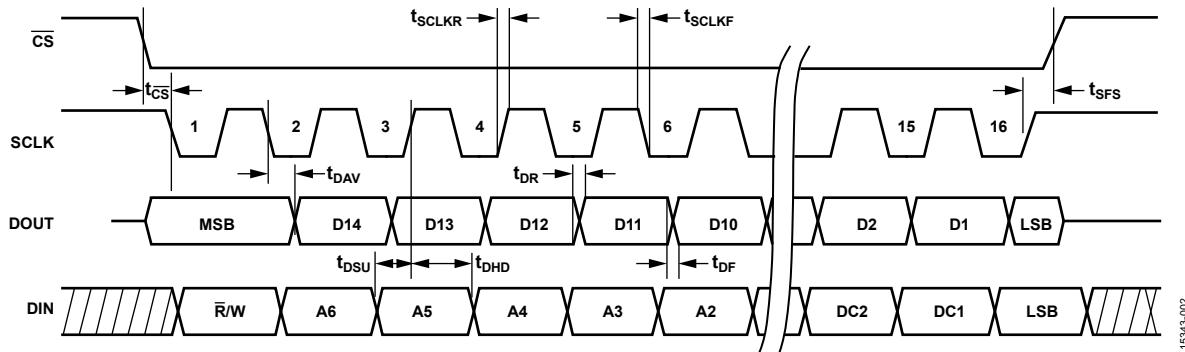 tSCLKR
tSCLKF
CS
tCS
tSFS
SCLK
1 2 3 4 5 6 15 16
tDAV
tDR
DOUT
MSB D14 D13 D12 D11 D10 D2 D1 LSB
tDSU
tDHD
tDF
DIN
R/W A6 A5 A4 A3 A2 DC2 DC1 LSB
15343-002